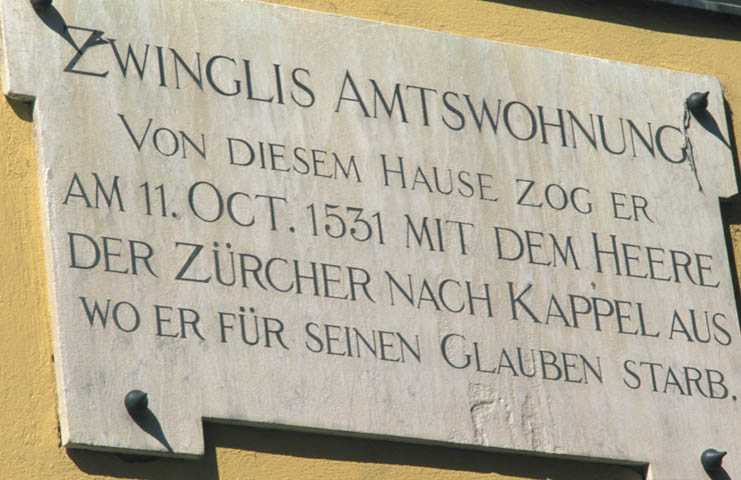 ZWINGLIS AMTSWOHNUNG
VON DIESEM HAUSE ZOG ER
AM 11. OCT. 1531 MIT DEM HEERE
DER ZÜRCHER NACH KAPPEL AUS
WO ER FÜR SEINEN GLAUBEN STARB.